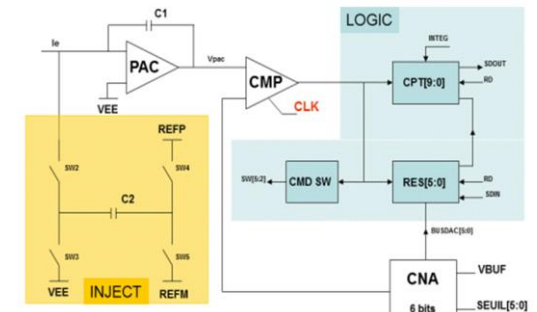 C1
LOGIC
Ie
INTEG
PAC
Vpac
SDOUT
CMP
CPT[9:0]
RD
VEE
CLK
REFP
SW2
SW4
SW[5:2]
CMD SW
RES[5:0]
RD
SDIN
C2
BUSDAC[5:0]
SW3
SW5
CNA
VBUF
VEE
INJECT
REFM
6 bits
SEUIL[5:0]